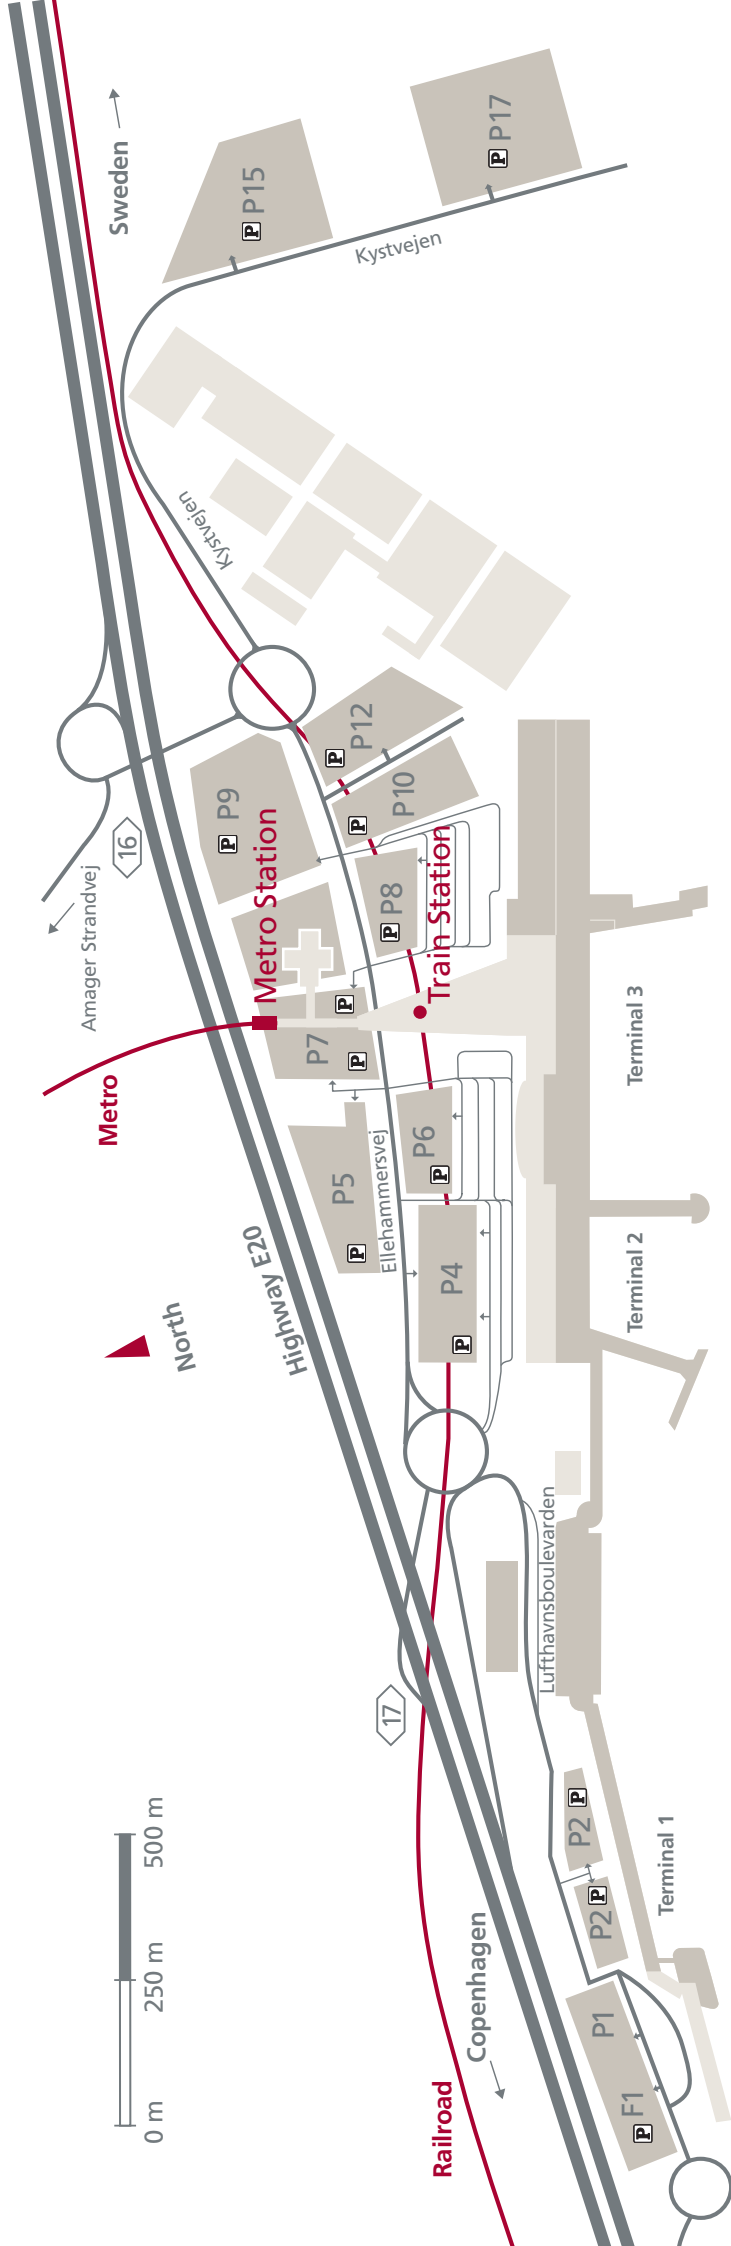 Sweden
P P15
P P17
Kystvejen
Kystvejen
P P12
P P9
P P10
16
Amager Strandvej
Metro Station
P P8
Train Station
P
P7
P
Metro
Terminal 3
P6
P
P5
P
Ellehammersvej
P4
P
Highway E20
North
Terminal 2
Lufthavnsboulevarden
17
P2 P
P2 P
Terminal 1
0 m
250 m
500 m
Copenhagen
Railroad
P1
P F1